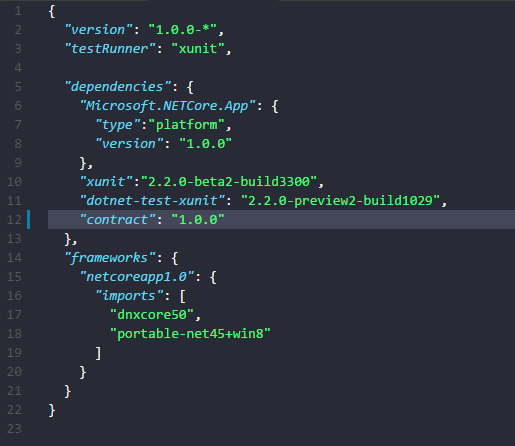 1 {
2   "version": "1.0.0-*",
3   "testRunner": "xunit",
4
5   "dependencies": {
6     "Microsoft.NETCore.App": {
7       "type":"platform",
8       "version": "1.0.0"
9     },
10     "xunit":"2.2.0-beta2-build3300",
11     "dotnet-test-xunit": "2.2.0-preview2-build1029",
12     "contract": "1.0.0"
13   },
14   "frameworks": {
15     "netcoreapp1.0": {
16       "imports": [
17         "dnxcore50",
18         "portable-net45+win8"
19       ]
20     }
21   }
22 }
23